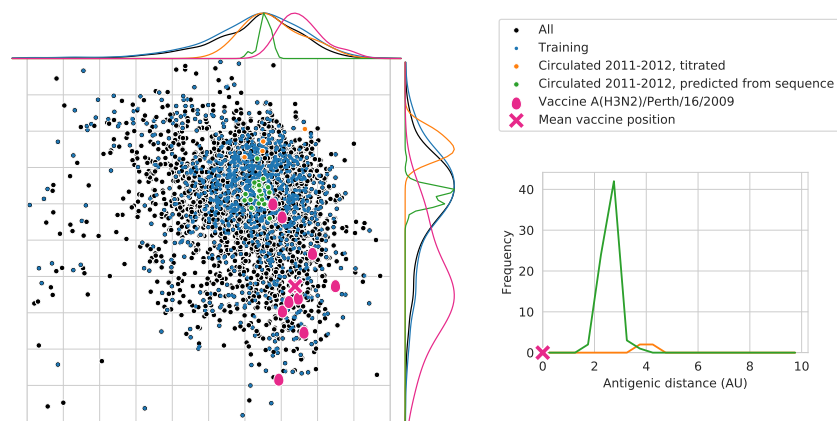 All
Training
Circulated 2011-2012, titrated
Circulated 2011-2012, predicted from sequence
Vaccine A(H3N2)/Perth/16/2009
Mean vaccine position
40
30
20
10
0
Frequency
0 2 4 6 8 10
Antigenic distance (AU)